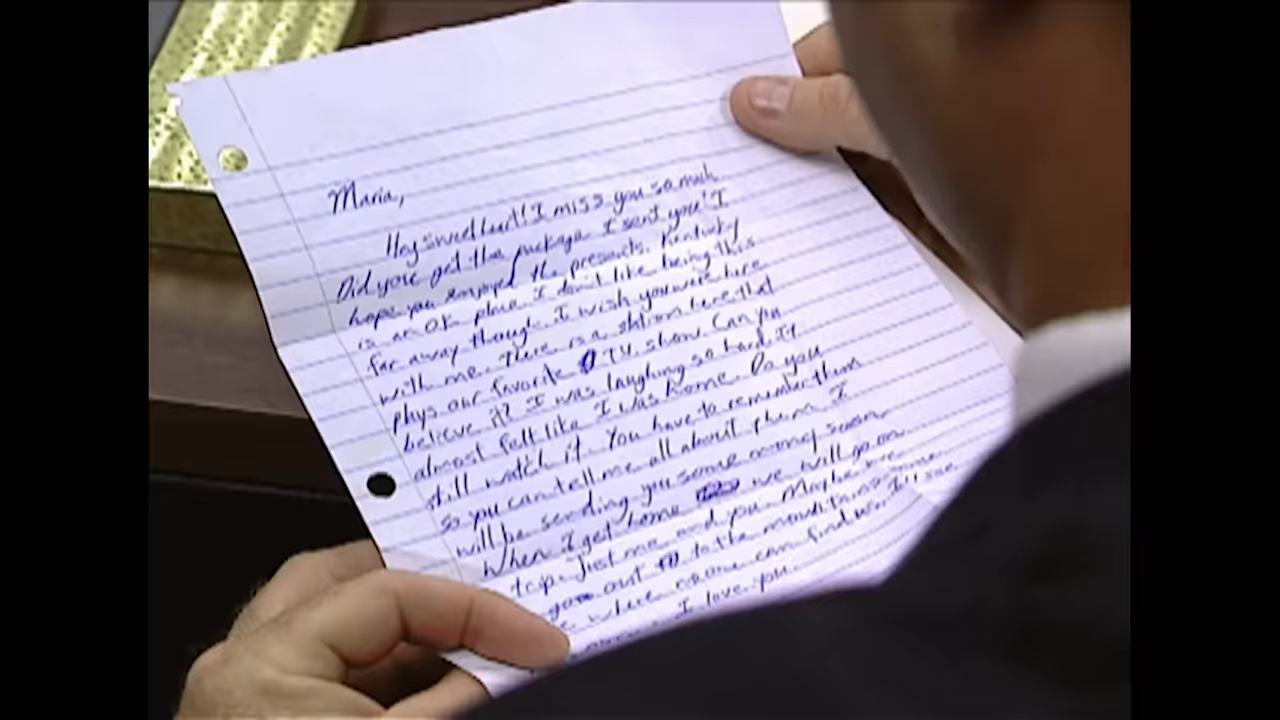 Maria,
Hey sweetheart! I miss you so much
Did you get the package I sent you? I
hope you enjoyed the presents. Kentucky
is an OK place. I don't like being this
far away though. I wish you were here
with me. There is a station here that
plays our favorite TV. show. Can you
believe it? I was laughing so hard. It
almost felt like I was home. Do you
still watch it. You have to remember them
so you can tell me all about them. I
will be sending you some money soon.
When I get home we will go on
trip. Just me and you. Maybe we
go out to the mountains
where no one can find us. I'll see
I love you.